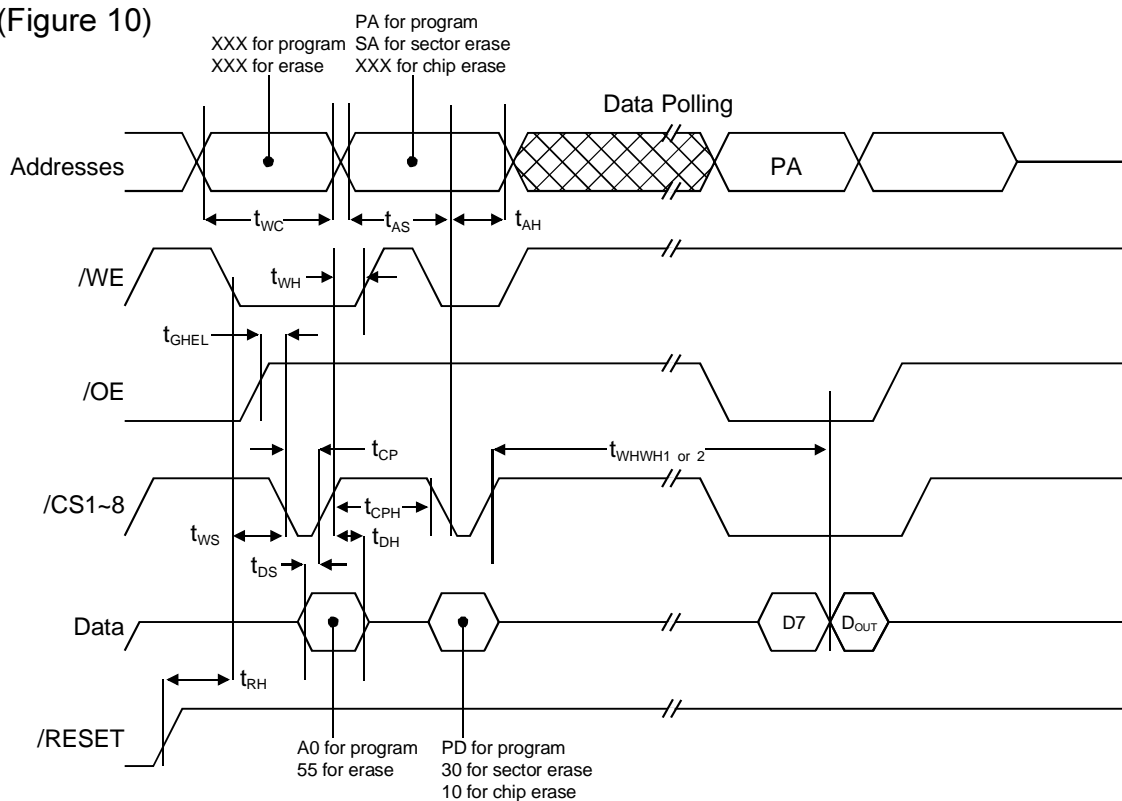 (Figure 10)
XXX for program
XXX for erase
PA for program
SA for sector erase
XXX for chip erase
Data Polling
Addresses
PA
tWC
tAS
tAH
/WE
tWH
tGHEL
/OE
tCP
tWHWH1 or 2
/CS1~8
tCPH
tWS
tDH
tDS
Data
D7
DOUT
tRH
/RESET
A0 for program
55 for erase
PD for program
30 for sector erase
10 for chip erase